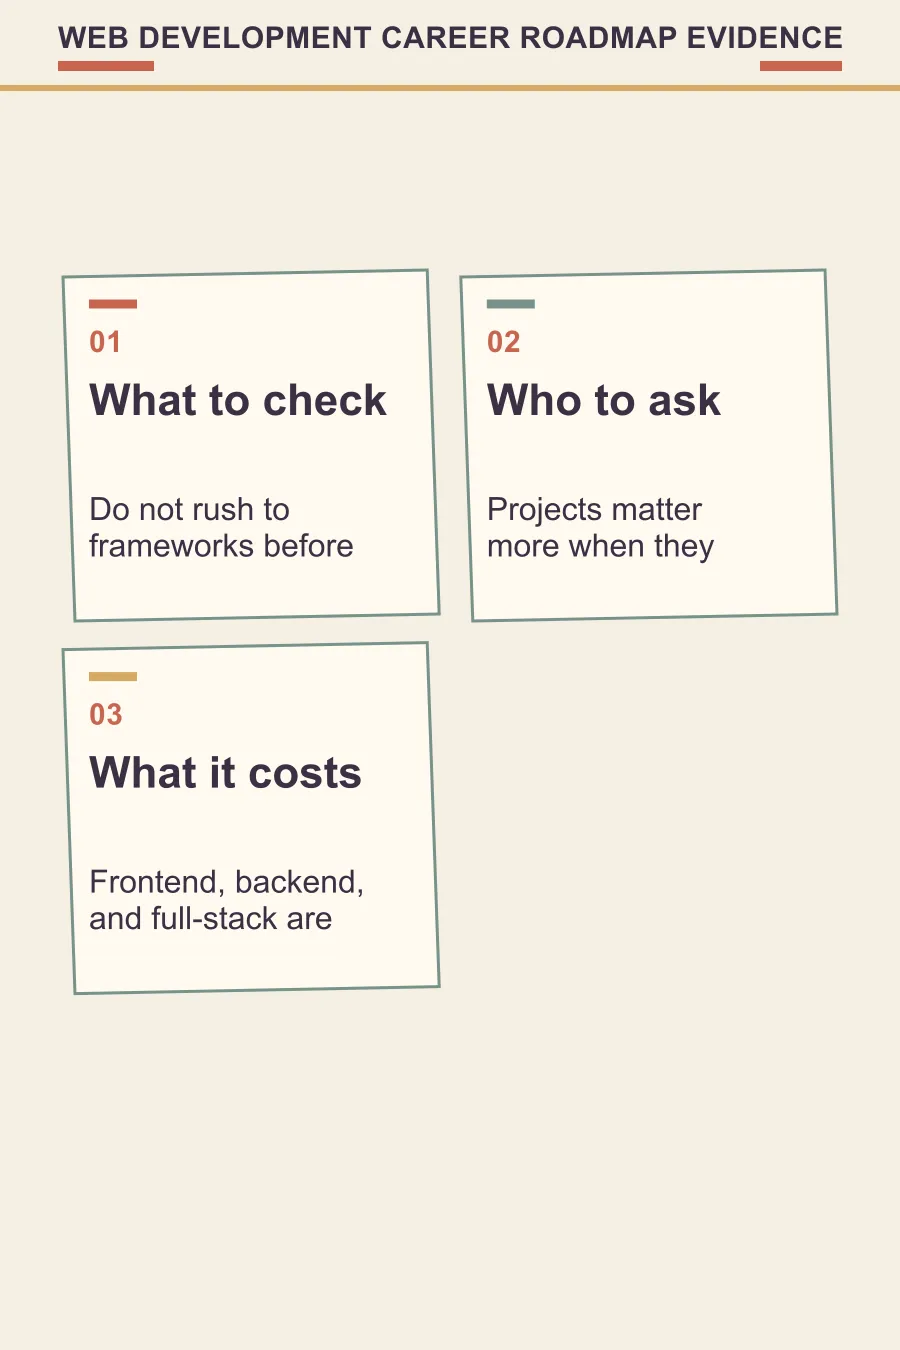 WEB DEVELOPMENT CAREER ROADMAP EVIDENCE
01
What to check
Do not rush to
frameworks before
02
Who to ask
Projects matter
more when they
03
What it costs
Frontend, backend,
and full-stack are